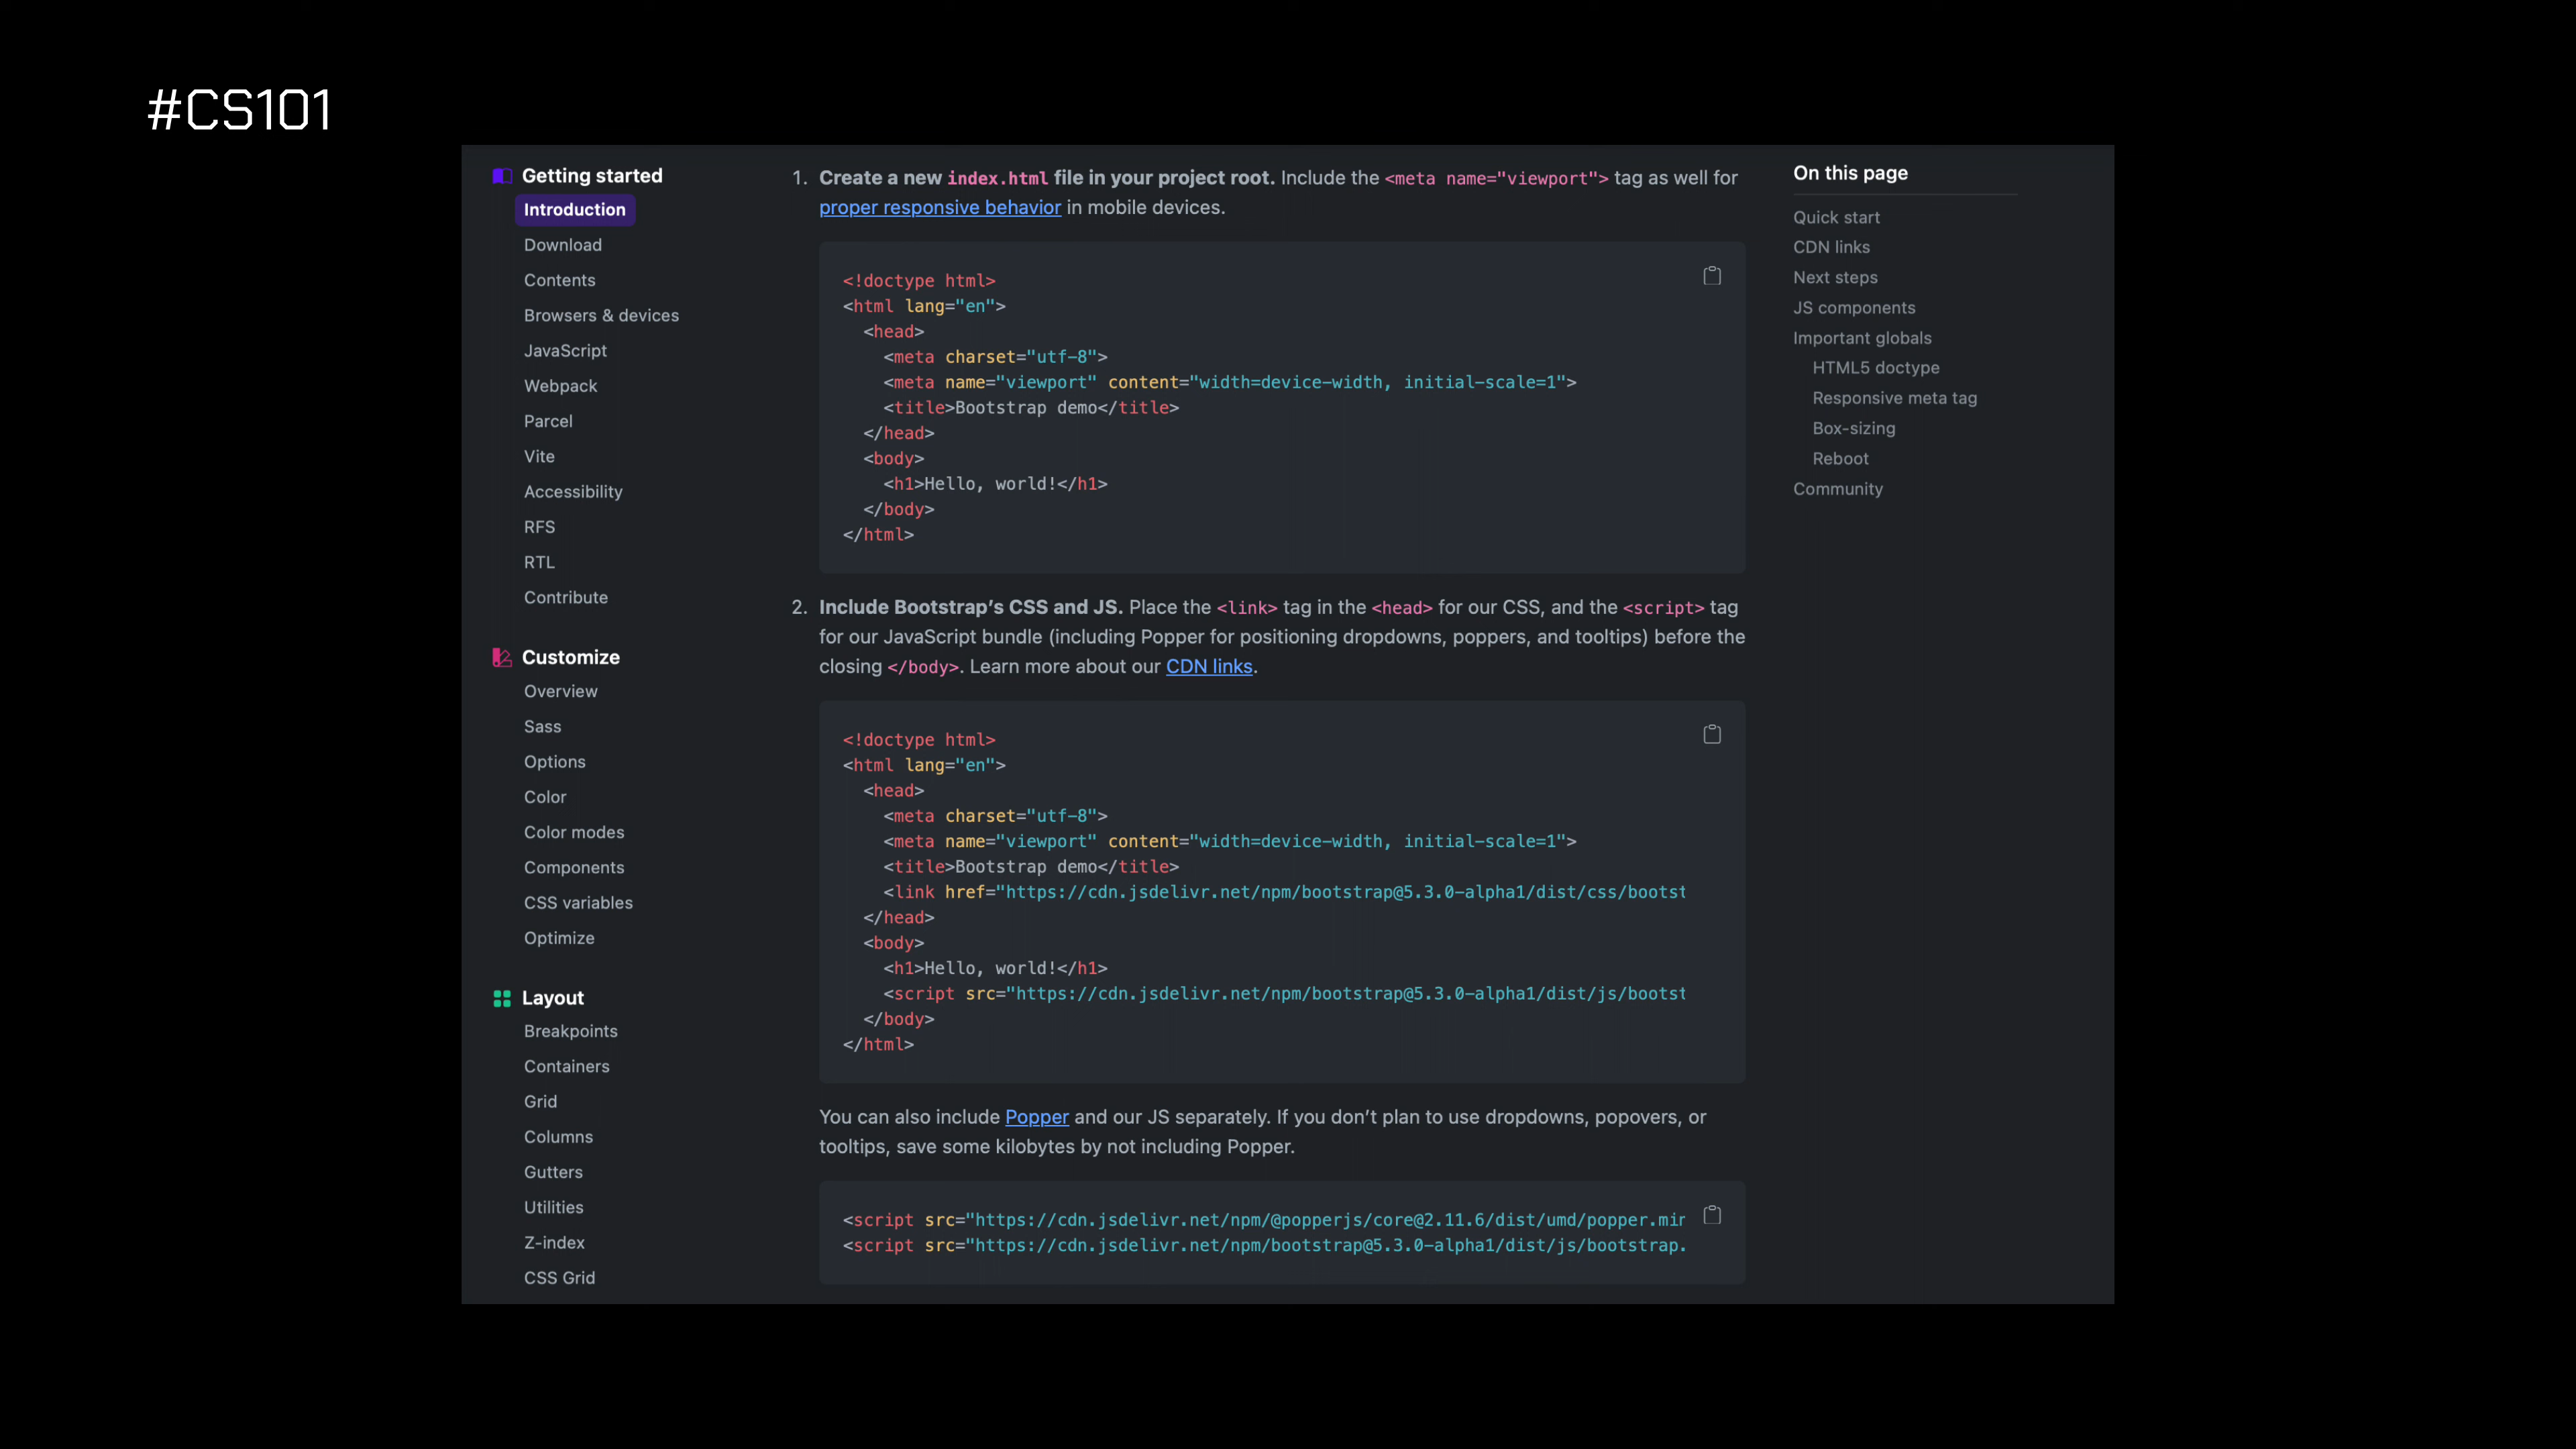 #CS101
Getting started
Introduction
Download
Contents
Browsers & devices
JavaScript
Webpack
Parcel
Vite
Accessibility
RFS
RTL
Contribute
Customize
Overview
Sass
Options
Color
Color modes
Components
CSS variables
Optimize
Layout
Breakpoints
Containers
Grid
Columns
Gutters
Utilities
Z-index
CSS Grid
1. Create a new index.html file in your project root. Include the <meta name="viewport"> tag as well for
proper responsive behavior in mobile devices.
<!doctype html>
<html lang="en">
  <head>
    <meta charset="utf-8">
    <meta name="viewport" content="width=device-width, initial-scale=1">
    <title>Bootstrap demo</title>
  </head>
  <body>
    <h1>Hello, world!</h1>
  </body>
</html>
2. Include Bootstrap’s CSS and JS. Place the <link> tag in the <head> for our CSS, and the <script> tag
for our JavaScript bundle (including Popper for positioning dropdowns, poppers, and tooltips) before the
closing </body>. Learn more about our CDN links.
<!doctype html>
<html lang="en">
  <head>
    <meta charset="utf-8">
    <meta name="viewport" content="width=device-width, initial-scale=1">
    <title>Bootstrap demo</title>
    <link href="https://cdn.jsdelivr.net/npm/bootstrap@5.3.0-alpha1/dist/css/bootst
  </head>
  <body>
    <h1>Hello, world!</h1>
    <script src="https://cdn.jsdelivr.net/npm/bootstrap@5.3.0-alpha1/dist/js/bootst
  </body>
</html>
You can also include Popper and our JS separately. If you don’t plan to use dropdowns, popovers, or
tooltips, save some kilobytes by not including Popper.
<script src="https://cdn.jsdelivr.net/npm/@popperjs/core@2.11.6/dist/umd/popper.min
<script src="https://cdn.jsdelivr.net/npm/bootstrap@5.3.0-alpha1/dist/js/bootstrap.
On this page
Quick start
CDN links
Next steps
JS components
Important globals
HTML5 doctype
Responsive meta tag
Box-sizing
Reboot
Community